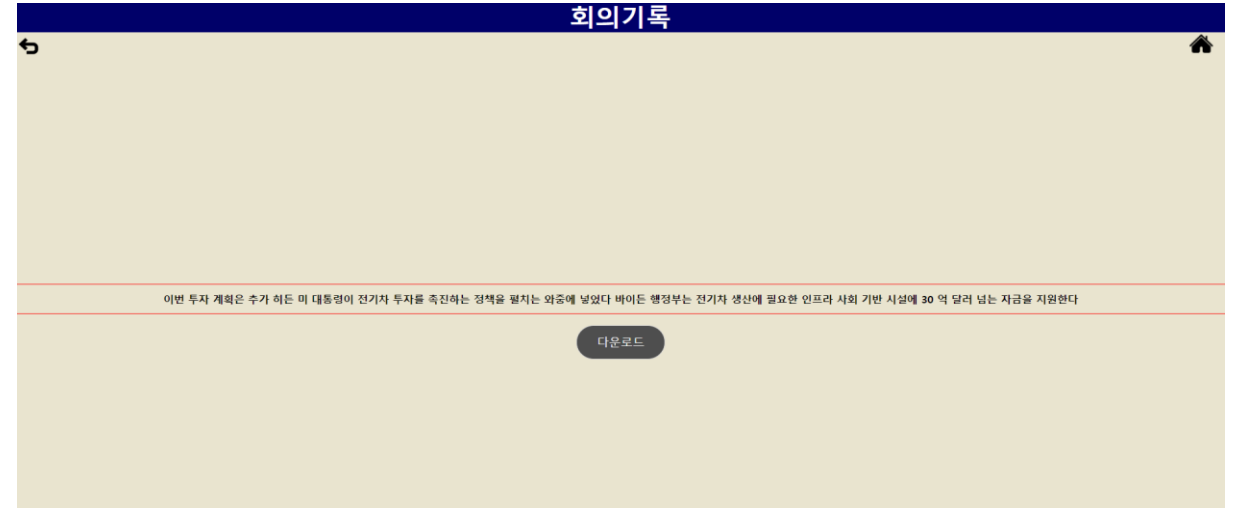 회의기록
이번 투자 계획은 추가 히든 미 대통령이 전기차 투자를 촉진하는 정책을 펼치는 와중에 넣었다 바이든 행정부는 전기차 생산에 필요한 인프라 사회 기반 시설에 30 억 달러 넘는 자금을 지원한다
다운로드